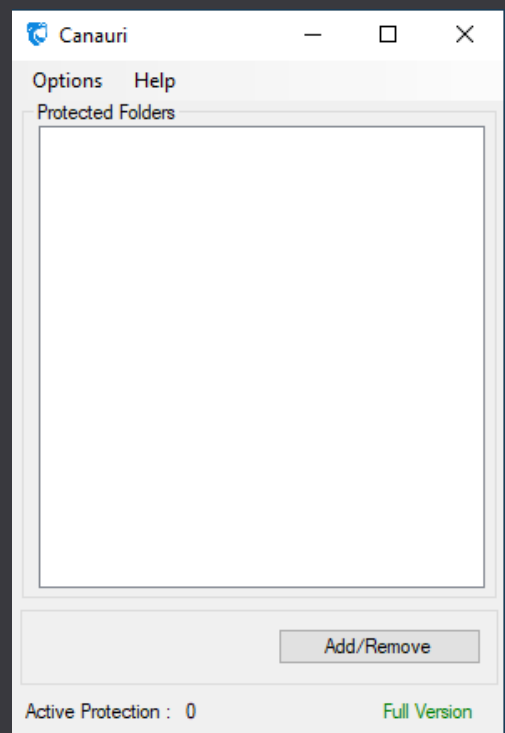 Canauri
Options Help
Protected Folders
Add/Remove
Active Protection : 0 Full Version